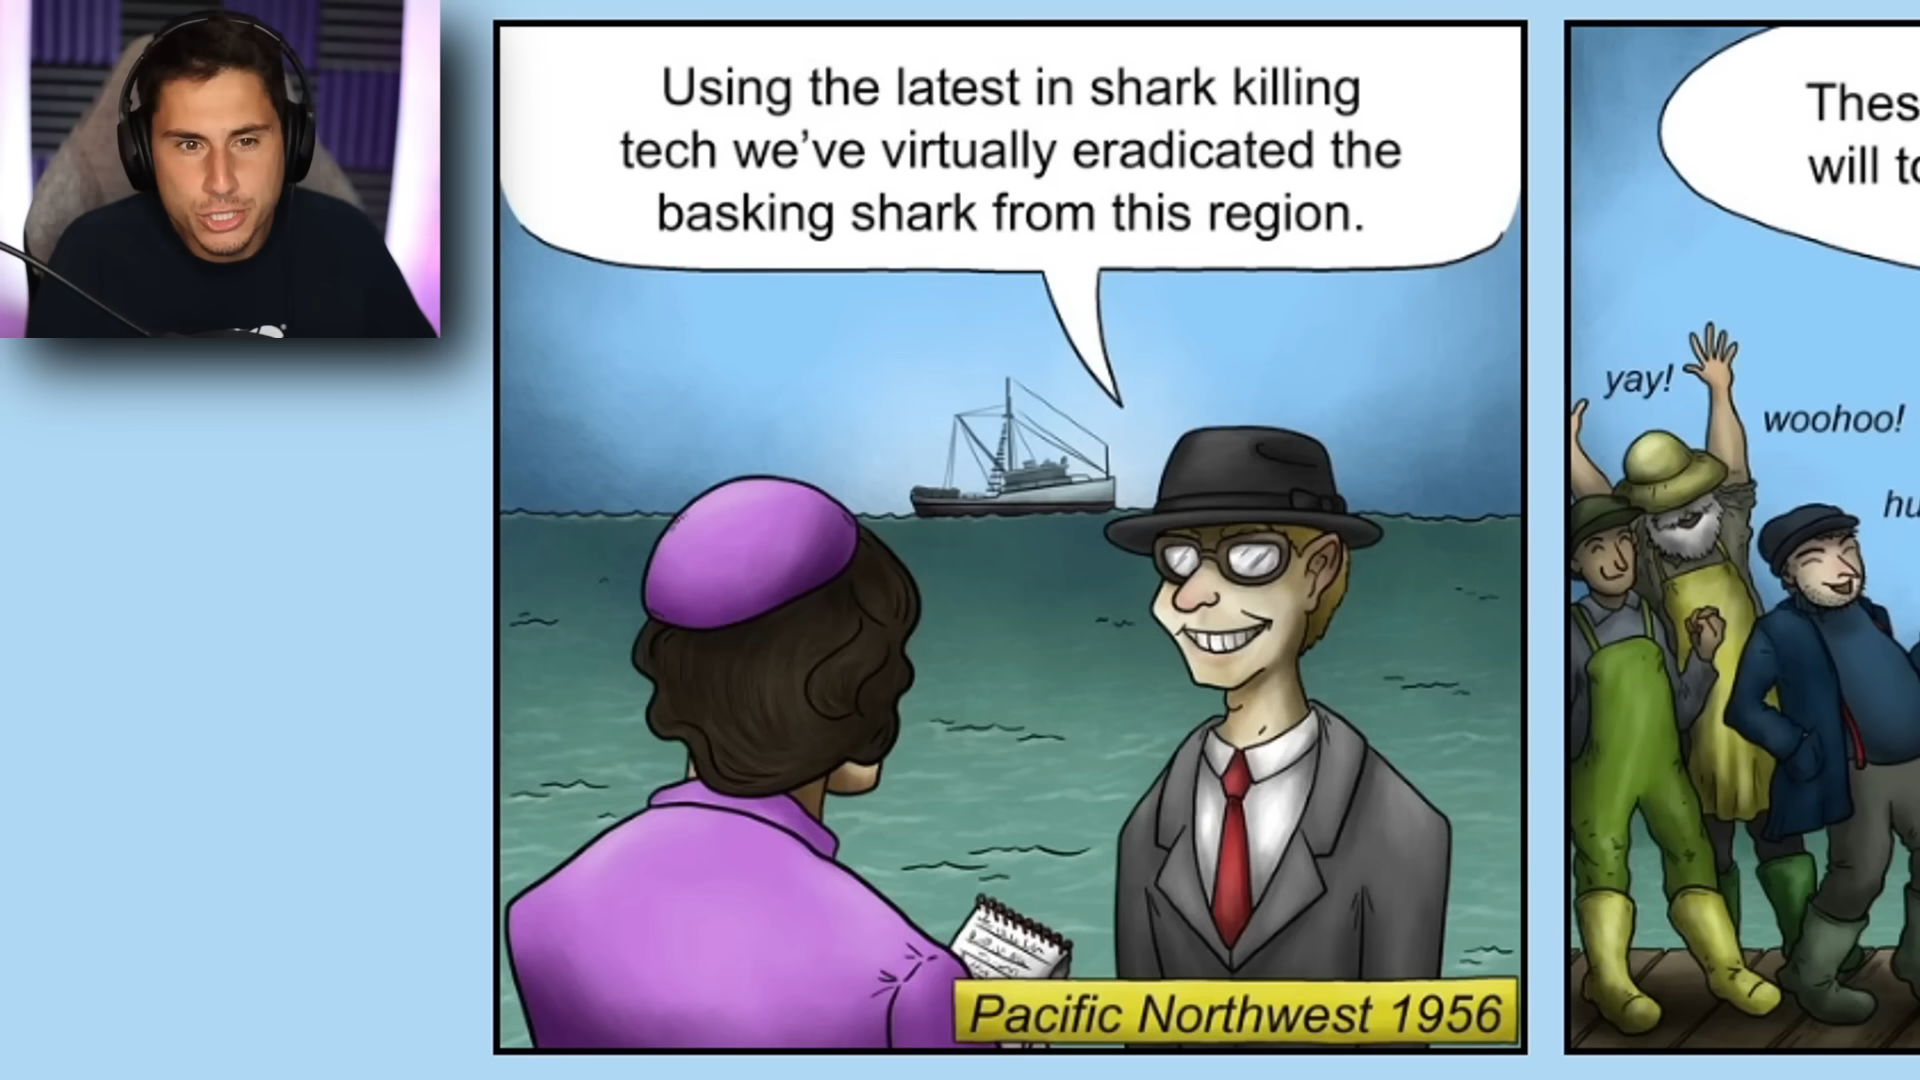 Using the latest in shark killing
tech we’ve virtually eradicated the
basking shark from this region.
Pacific Northwest 1956
will
yay!
woohoo!